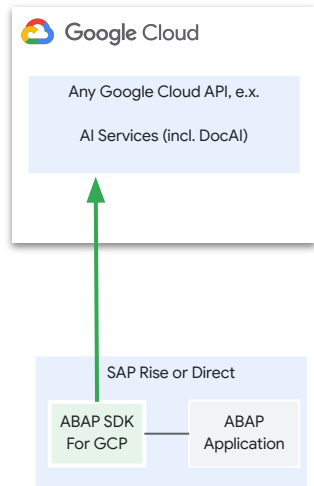 Google Cloud
Any Google Cloud API, e.x.
AI Services (incl. DocAI)
SAP Rise or Direct
ABAP SDK
For GCP
ABAP
Application